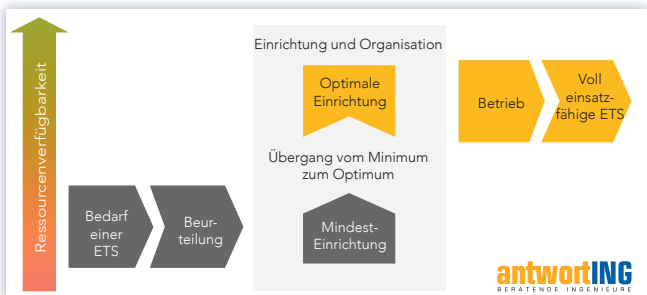 Ressourcenverfügbarkeit
Bedarf
einer
ETS
Beur-
teilung
Einrichtung und Organisation
Optimale
Einrichtung
Übergang vom Minimum
zum Optimum
Mindest-
Einrichtung
Betrieb
Voll
einsatz-
fähige ETS
antwortING
BERATENDE INGENIEURE